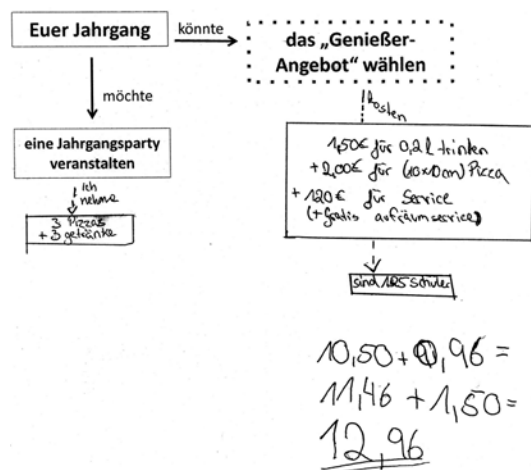 Euer Jahrgang
könnte
das „Genießer-
Angebot“ wählen
möchte
kosten
eine Jahrgangsparty
veranstalten
1,50€ für 0,2l trinken
+2,00€ für (10x10cm) Pizza
+ 120€ für Service
(+Gratis aufräumservice)
ich
nehme
3 Pizzas
+ 3 getränke
sind 125 Schüler
10,50 + 0,96 =
11,46 + 1,50 =
12,96